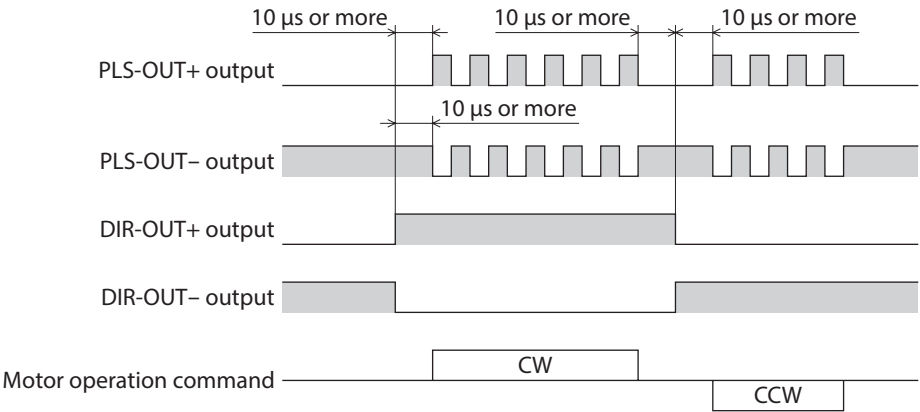 10 µs or more
10 µs or more
10 µs or more
PLS-OUT+ output
10 µs or more
PLS-OUT– output
DIR-OUT+ output
DIR-OUT– output
Motor operation command
CW
CCW